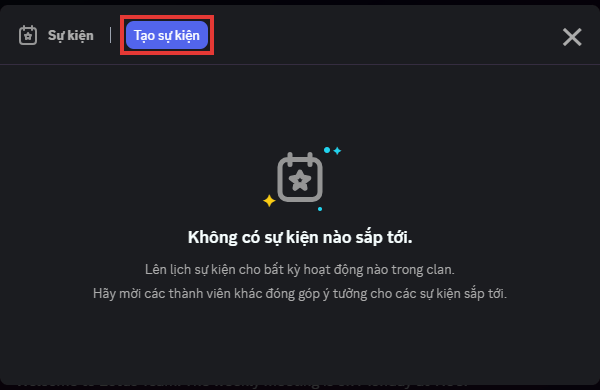 Sự kiện
Tạo sự kiện
Không có sự kiện nào sắp tới.
Lên lịch sự kiện cho bất kỳ hoạt động nào trong clan.
Hãy mời các thành viên khác đóng góp ý tưởng cho các sự kiện sắp tới.